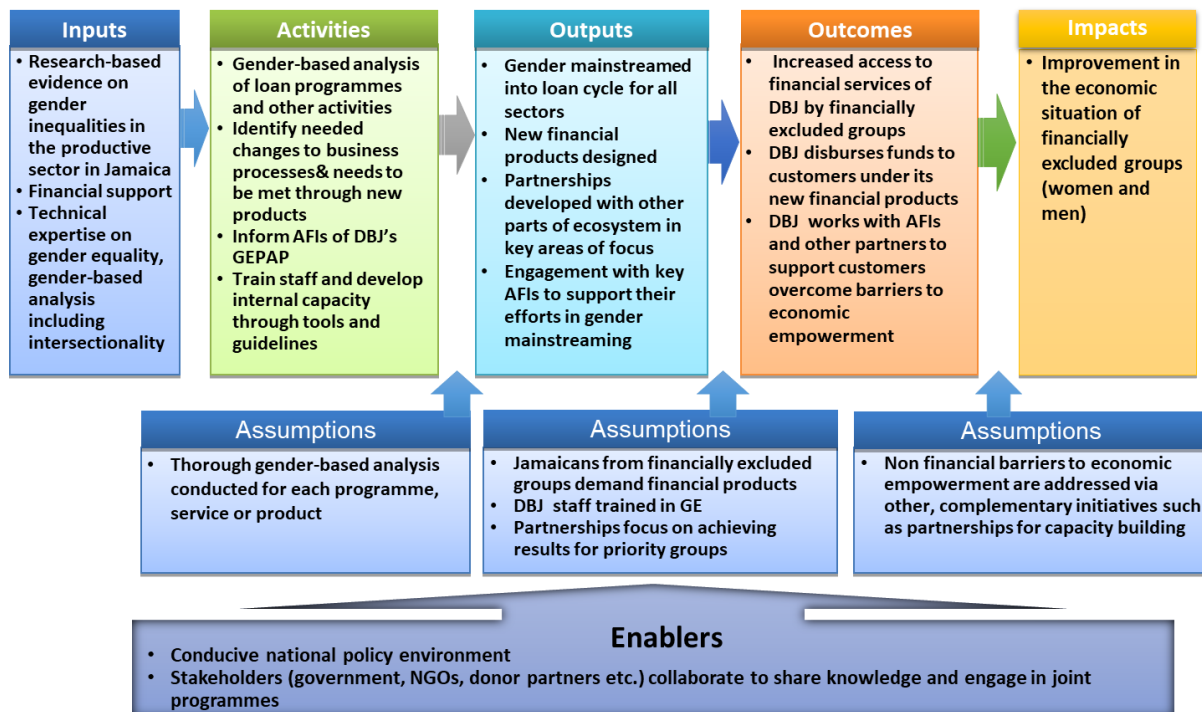 Inputs
• Research-based
evidence on
gender
inequalities in
the productive
sector in Jamaica
• Financial support
• Technical
expertise on
gender equality,
gender-based
analysis
including
intersectionality
Activities
• Gender-based analysis
of loan programmes
and other activities
• Identify needed
changes to business
processes& needs to
be met through new
products
• Inform AFIs of DBJ’s
GEPAP
• Train staff and develop
internal capacity
through tools and
guidelines
Outputs
• Gender mainstreamed
into loan cycle for all
sectors
• New financial
products designed
• Partnerships
developed with other
parts of ecosystem in
key areas of focus
• Engagement with key
AFIs to support their
efforts in gender
mainstreaming
Outcomes
• Increased access to
financial services of
DBJ by financially
excluded groups
• DBJ disburses funds to
customers under its
new financial products
• DBJ works with AFIs
and other partners to
support customers
overcome barriers to
economic
empowerment
Impacts
• Improvement in
the economic
situation of
financially
excluded groups
(women and
men)
Assumptions
• Thorough gender-based analysis
conducted for each programme,
service or product
Assumptions
• Jamaicans from financially excluded
groups demand financial products
• DBJ staff trained in GE
• Partnerships focus on achieving
results for priority groups
Assumptions
• Non financial barriers to economic
empowerment are addressed via
other, complementary initiatives such
as partnerships for capacity building
Enablers
• Conducive national policy environment
• Stakeholders (government, NGOs, donor partners etc.) collaborate to share knowledge and engage in joint
programmes